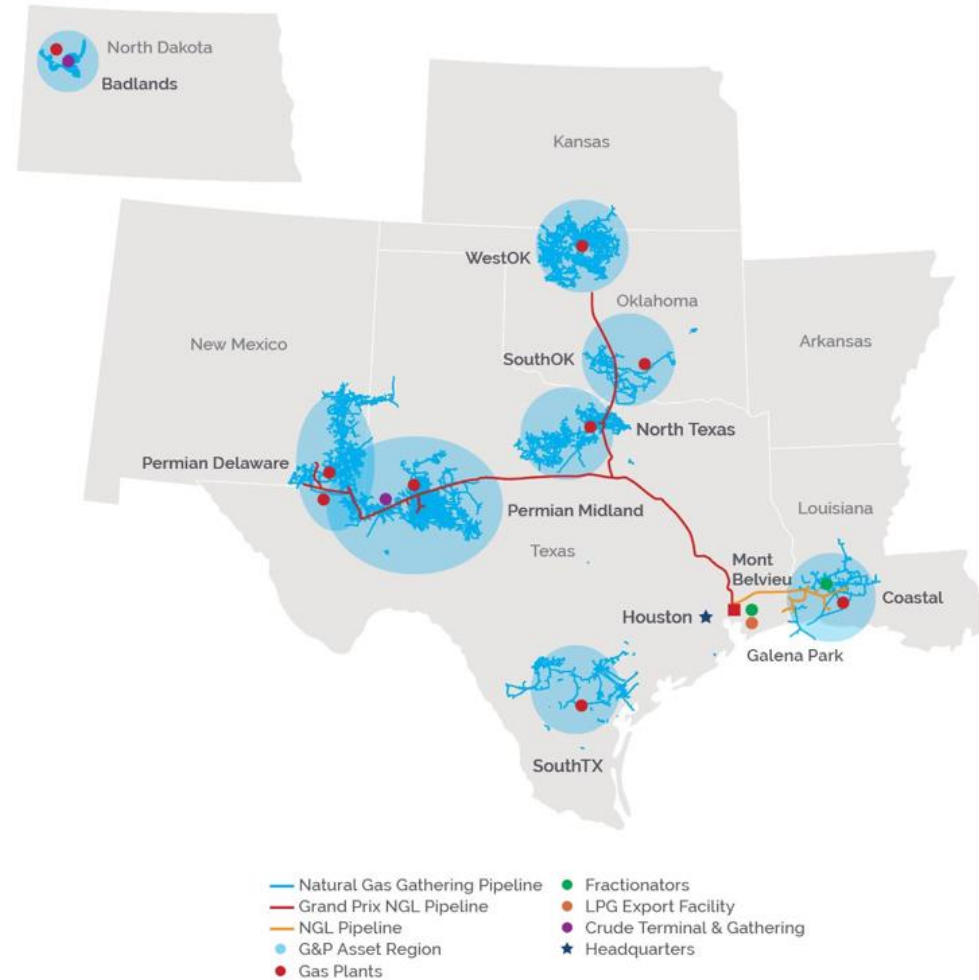 North Dakota
Badlands
Kansas
WestOK
Oklahoma
New Mexico
SouthOK
Arkansas
North Texas
Permian Delaware
Permian Midland
Louisiana
Texas
Mont
Belvieu
Coastal
Houston
Galena Park
SouthTX
Natural Gas Gathering Pipeline
Grand Prix NGL Pipeline
NGL Pipeline
G&P Asset Region
Gas Plants
Fractionators
LPG Export Facility
Crude Terminal & Gathering
Headquarters